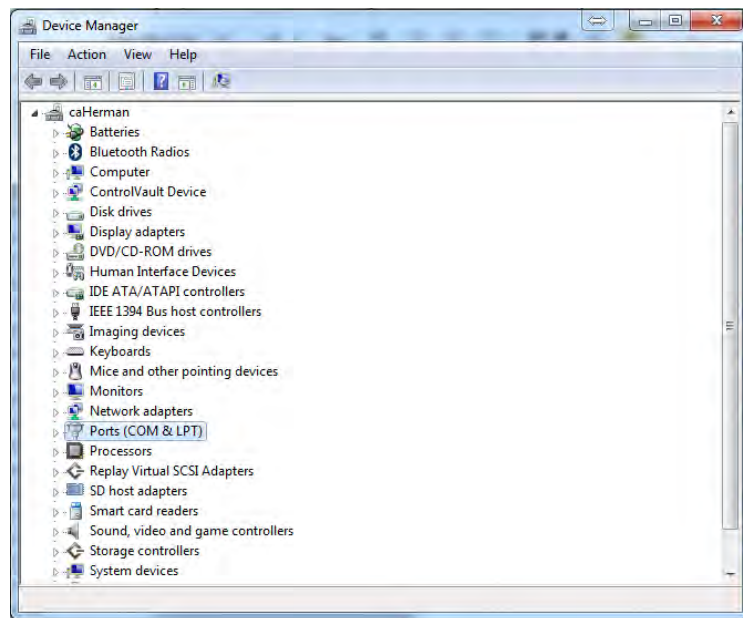 Device Manager
File Action View Help
caHerman
Batteries
Bluetooth Radios
Computer
ControlVault Device
Disk drives
Display adapters
DVD/CD-ROM drives
Human Interface Devices
IDE ATA/ATAPI controllers
IEEE 1394 Bus host controllers
Imaging devices
Keyboards
Mice and other pointing devices
Monitors
Network adapters
Ports (COM & LPT)
Processors
Replay Virtual SCSI Adapters
SD host adapters
Smart card readers
Sound, video and game controllers
Storage controllers
System devices